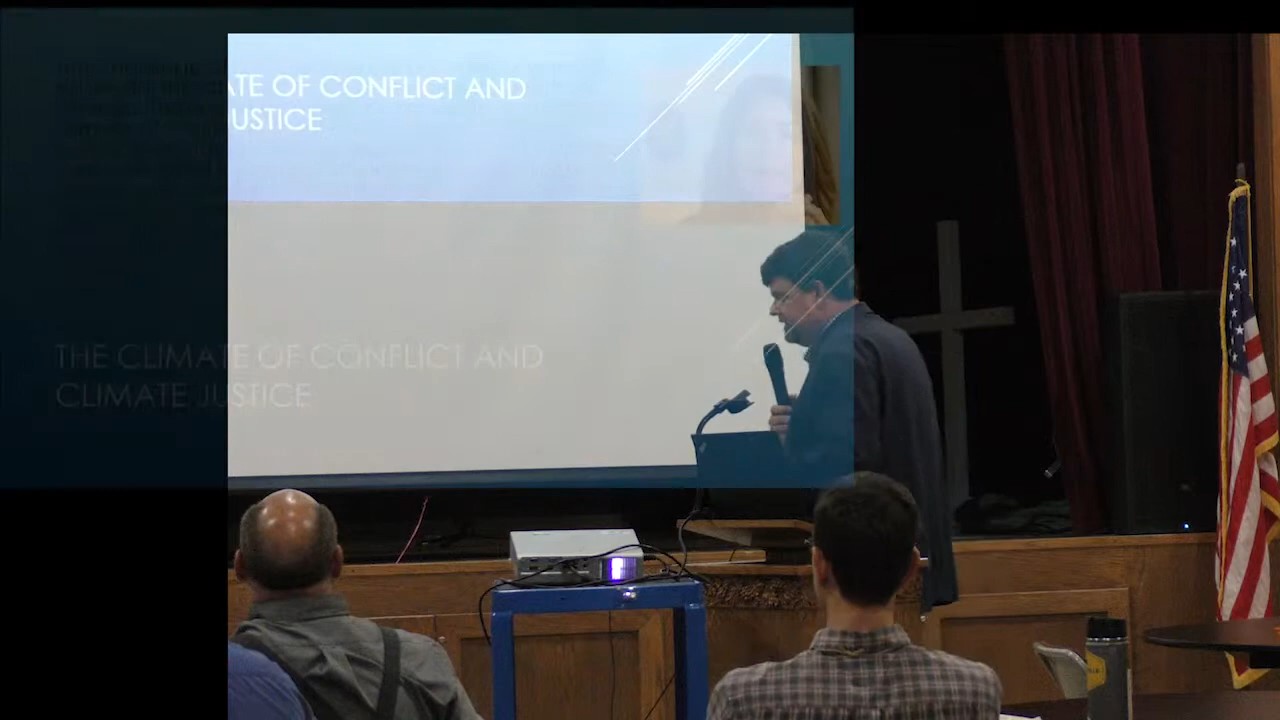 ATE OF CONFLICT AND
USTICE
THE CLIMATE OF CONFLICT AND
CLIMATE JUSTICE